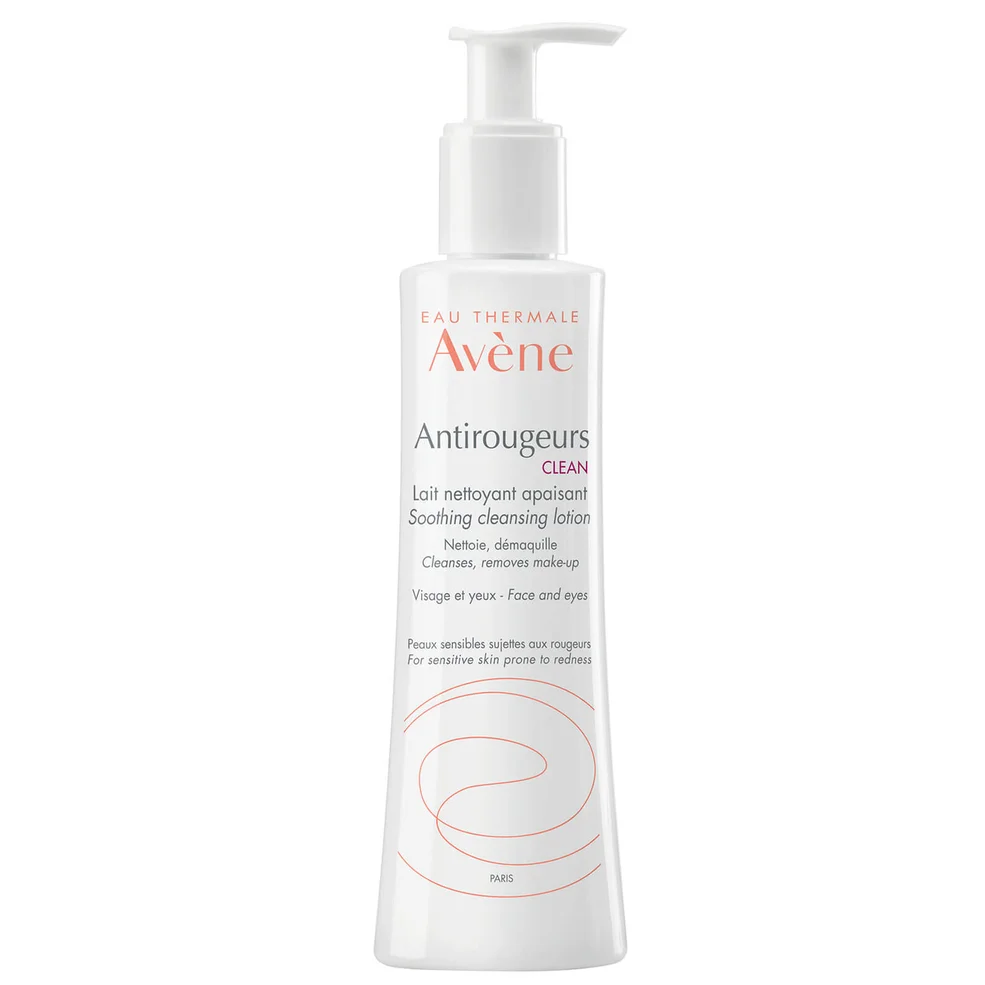 EAU THERMALE
Avène
Antirougeurs
CLEAN
Lait nettoyant apaisant
Soothing cleansing lotion
Nettoie, démaquille
Cleanses, removes make-up
Visage et yeux - Face and eyes
Peaux sensibles sujettes aux rougeurs
For sensitive skin prone to redness
PARIS